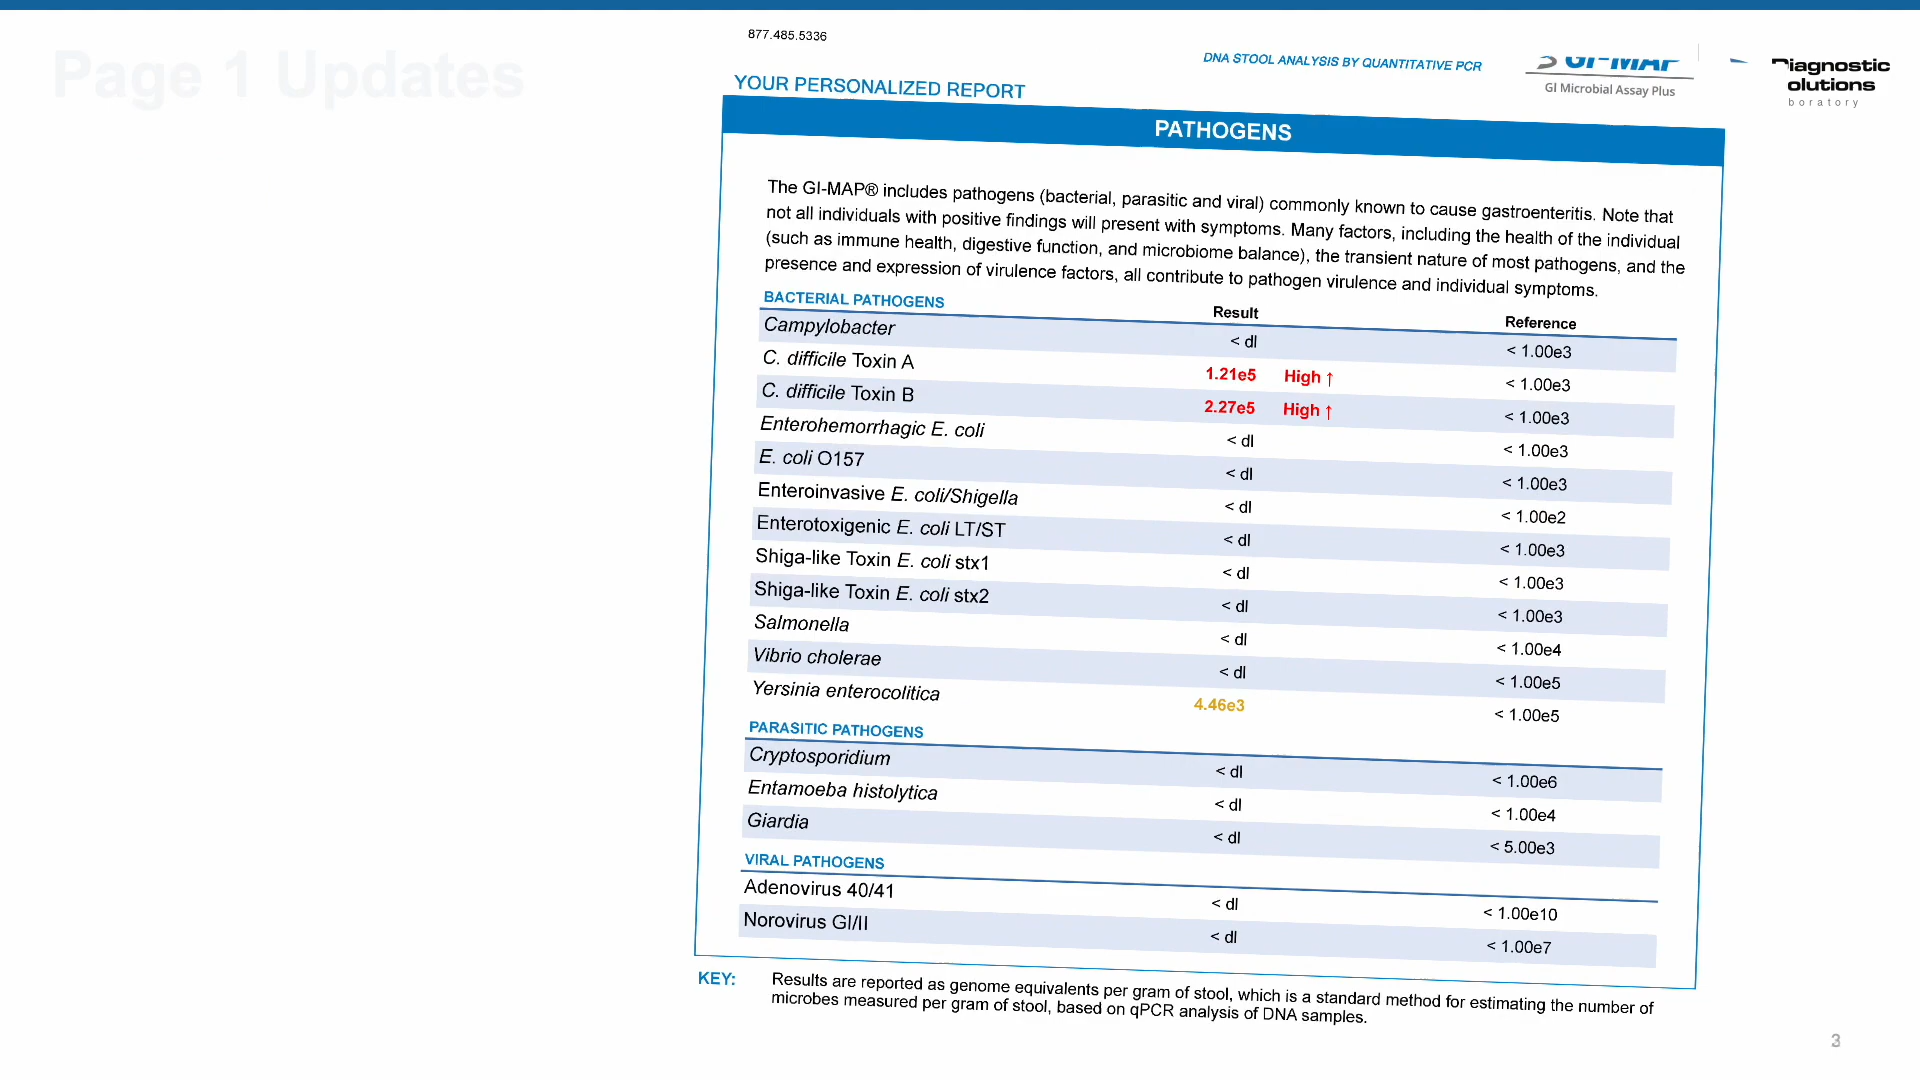 Page 1 Updates
877.485.5336
DNA STOOL ANALYSIS BY QUANTITATIVE PCR
GI-MAP
GI Microbial Assay Plus
iagnostic
olutions
boratory
YOUR PERSONALIZED REPORT
PATHOGENS
The GI-MAP® includes pathogens (bacterial, parasitic and viral) commonly known to cause gastroenteritis. Note that
not all individuals with positive findings will present with symptoms. Many factors, including the health of the individual
(such as immune health, digestive function, and microbiome balance), the transient nature of most pathogens, and the
presence and expression of virulence factors, all contribute to pathogen virulence and individual symptoms.
BACTERIAL PATHOGENS Result Reference
Campylobacter < dl < 1.00e3
C. difficile Toxin A 1.21e5 High ↑ < 1.00e3
C. difficile Toxin B 2.27e5 High ↑ < 1.00e3
Enterohemorrhagic E. coli < dl < 1.00e3
E. coli O157 < dl < 1.00e3
Enteroinvasive E. coli/Shigella < dl < 1.00e2
Enterotoxigenic E. coli LT/ST < dl < 1.00e3
Shiga-like Toxin E. coli stx1 < dl < 1.00e3
Shiga-like Toxin E. coli stx2 < dl < 1.00e3
Salmonella < dl < 1.00e4
Vibrio cholerae < dl < 1.00e5
Yersinia enterocolitica 4.46e3 < 1.00e5
PARASITIC PATHOGENS
Cryptosporidium < dl < 1.00e6
Entamoeba histolytica < dl < 1.00e4
Giardia < dl < 5.00e3
VIRAL PATHOGENS
Adenovirus 40/41 < dl < 1.00e10
Norovirus GI/II < dl < 1.00e7
KEY: Results are reported as genome equivalents per gram of stool, which is a standard method for estimating the number of
microbes measured per gram of stool, based on qPCR analysis of DNA samples.
3